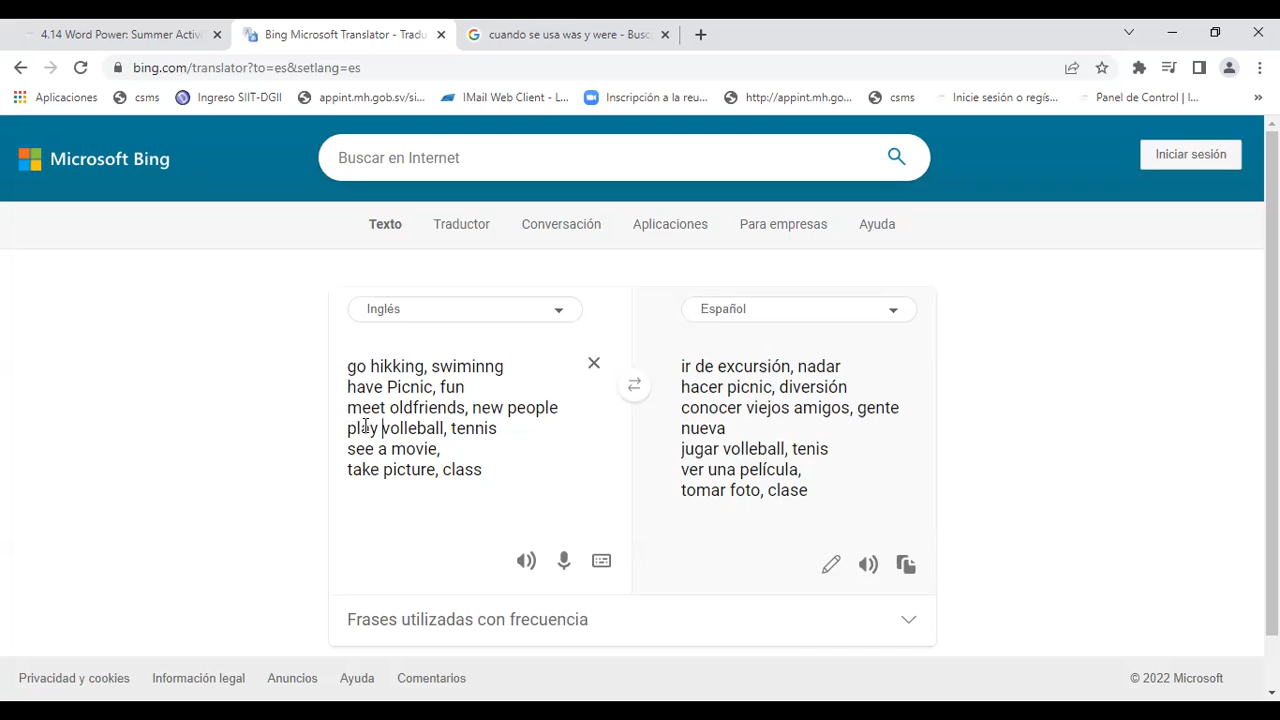 4.14 Word Power: Summer Activi
Bing Microsoft Translator - Tradu
cuando se usa was y were - Busc
bing.com/translator?to=es&setlang=es
Aplicaciones
csms
Ingreso SIIT-DGII
appint.mh.gob.sv/si...
IMail Web Client - I...
Inscripción a la reu...
http://appint.mh.go...
csms
Inicie sesión o regís...
Panel de Control | I...
»
Microsoft Bing
Buscar en Internet
Iniciar sesión
Texto
Traductor
Conversación
Aplicaciones
Para empresas
Ayuda
Inglés
Español
go hikking, swiminng
have Picnic, fun
meet oldfriends, new people
play volleball, tennis
see a movie,
take picture, class
ir de excursión, nadar
hacer picnic, diversión
conocer viejos amigos, gente
nueva
jugar volleball, tenis
ver una película,
tomar foto, clase
Frases utilizadas con frecuencia
Privacidad y cookies
Información legal
Anuncios
Ayuda
Comentarios
© 2022 Microsoft